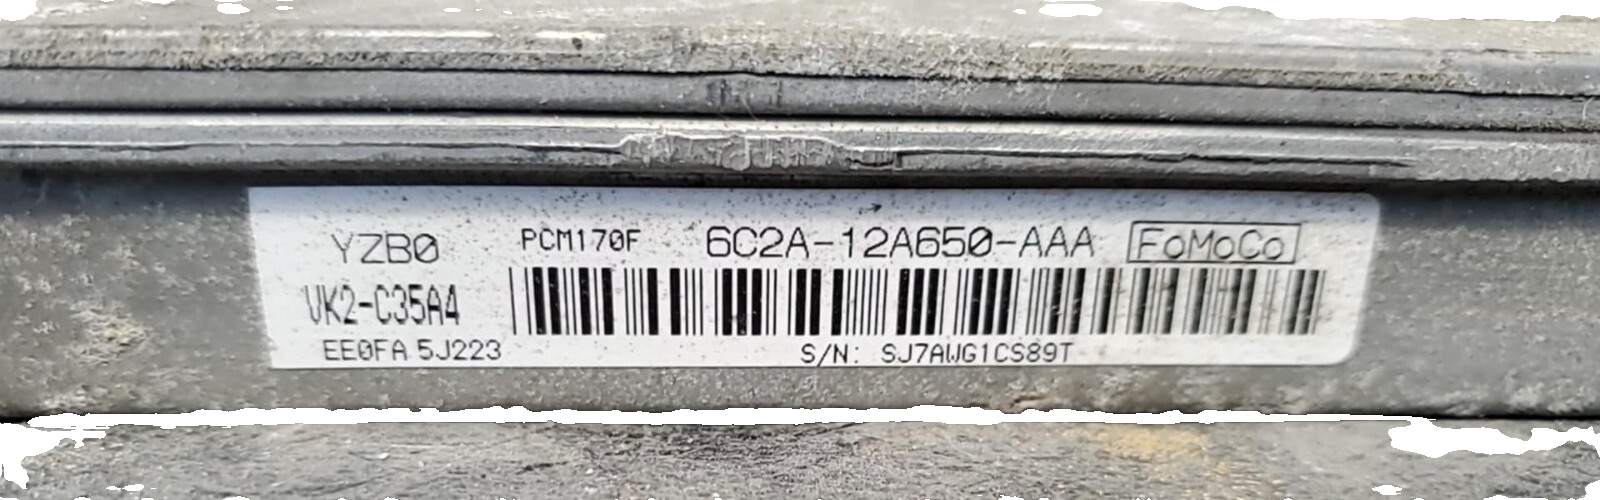 YZB0 PCM170F 6C2A-12A650-AAA FoMoCo
VK2-C35A4
EE0FA 5J223 S/N: SJ7AWG1CS89T